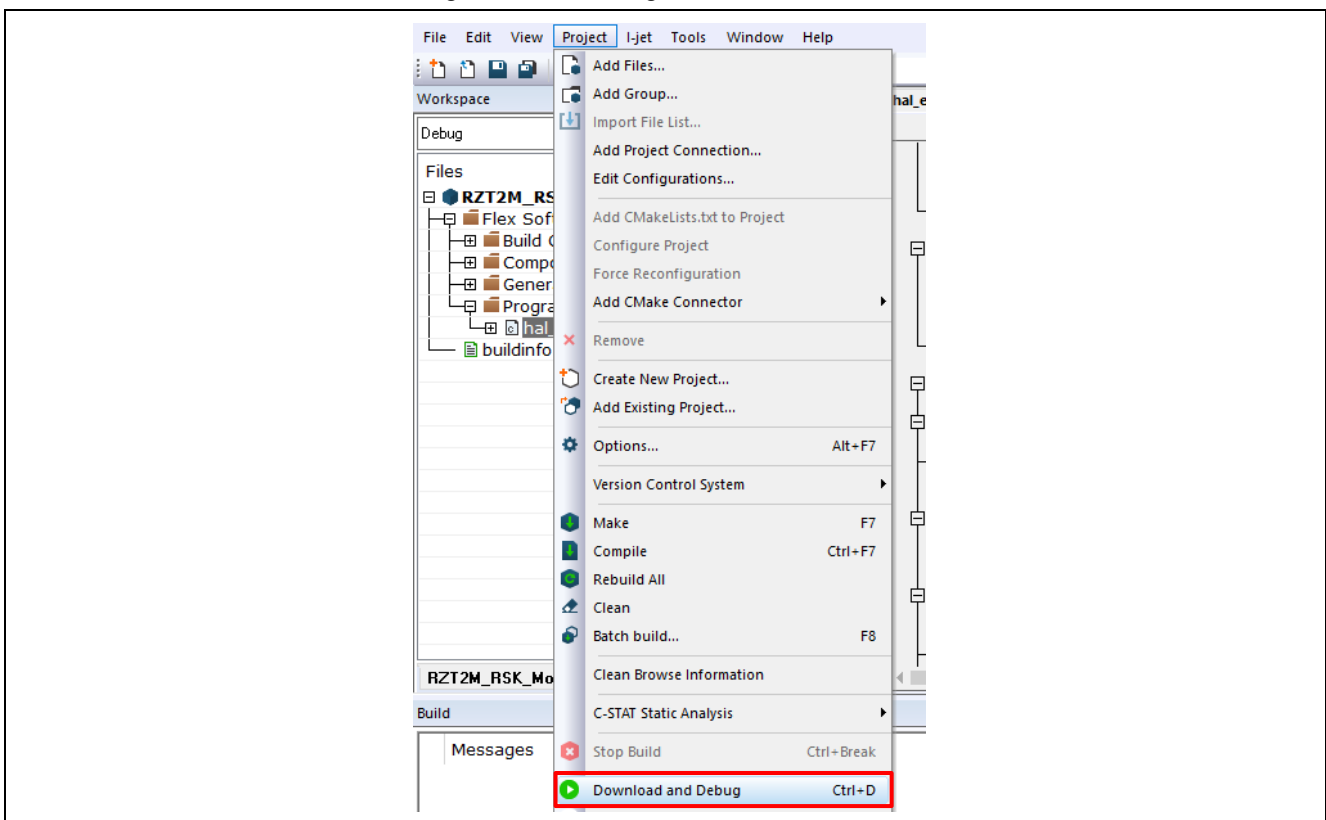 File Edit View Project I-jet Tools Window Help
Workspace
hal_e
Debug
Files
RZT2M_RS
Flex Sof
Build
Compo
Gener
Progra
hal_
buildinfo
RZT2M_RSK_Mo
Add Files...
Add Group...
Import File List...
Add Project Connection...
Edit Configurations...
Add CMakeLists.txt to Project
Configure Project
Force Reconfiguration
Add CMake Connector
Remove
Create New Project...
Add Existing Project...
Options... Alt+F7
Version Control System
Make F7
Compile Ctrl+F7
Rebuild All
Clean
Batch build... F8
Clean Browse Information
C-STAT Static Analysis
Stop Build Ctrl+Break
Download and Debug Ctrl+D
Build
Messages